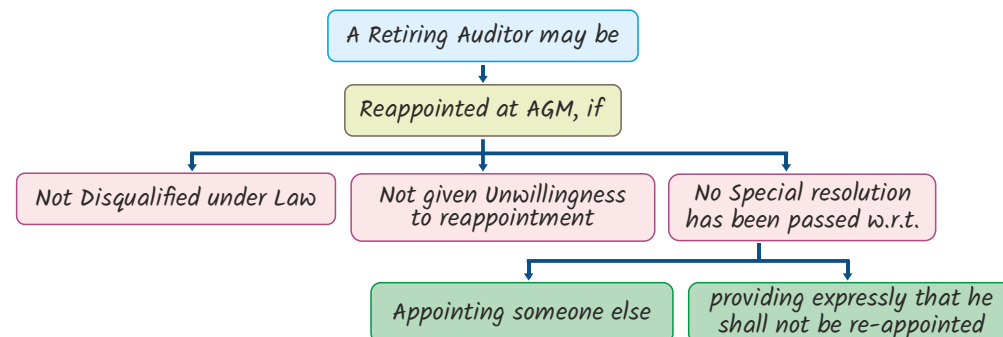 A Retiring Auditor may be
Reappointed at AGM, if
Not Disqualified under Law
Not given Unwillingness
to reappointment
No Special resolution
has been passed w.r.t.
Appointing someone else
providing expressly that he
shall not be re-appointed